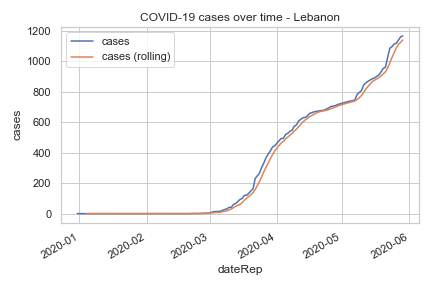 COVID-19 cases over time - Lebanon
cases
cases (rolling)
1200
1000
800
600
400
200
0
cases
2020-01
2020-02
2020-03
2020-04
2020-05
2020-06
dateRep